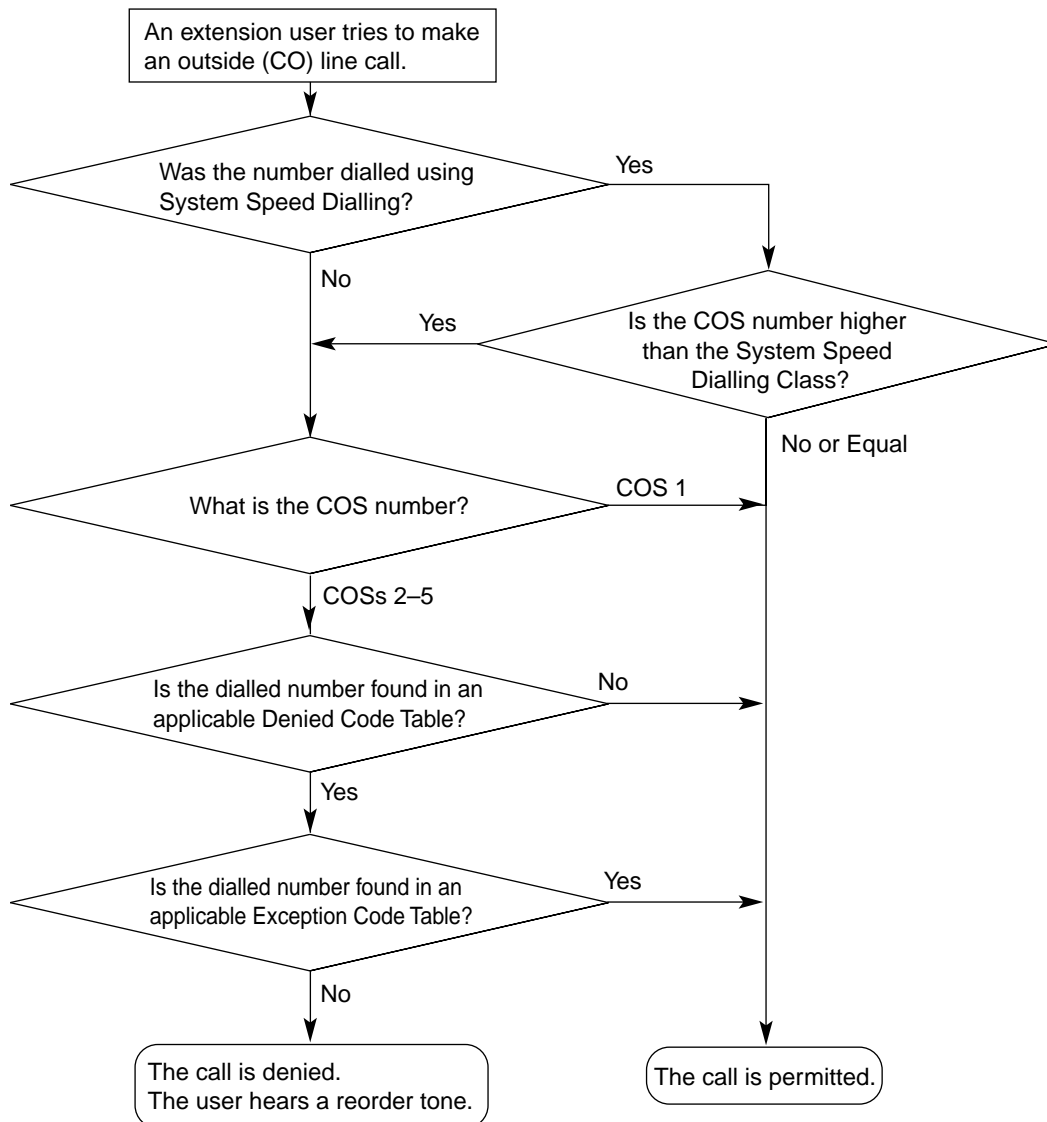 An extension user tries to make
an outside (CO) line call.
Was the number dialled using
System Speed Dialling?
Yes
No
Yes
Is the COS number higher
than the System Speed
Dialling Class?
No or Equal
What is the COS number?
COS 1
COSs 2–5
Is the dialled number found in an
applicable Denied Code Table?
No
Yes
Is the dialled number found in an
applicable Exception Code Table?
Yes
No
The call is denied.
The user hears a reorder tone.
The call is permitted.